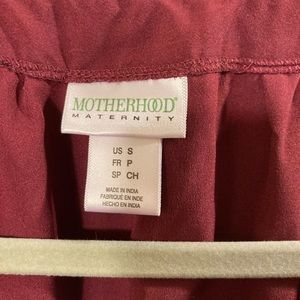 MOTHERHOOD®
MATERNITY
US S
FR P
SP CH
MADE IN INDIA
FABRIQUÉ EN INDE
HECHO EN INDIA